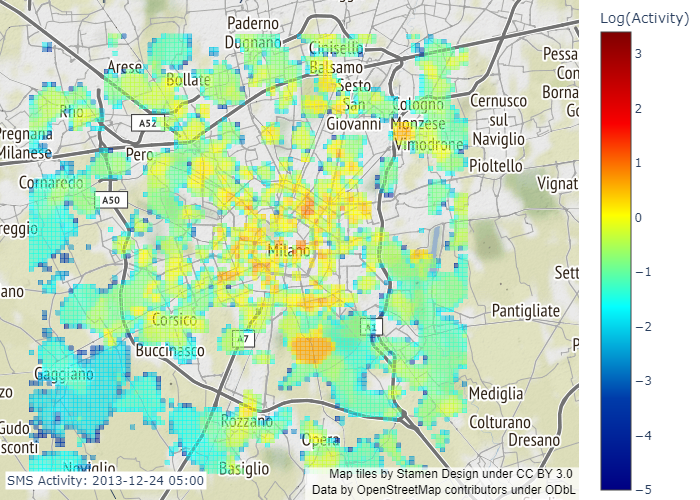 Log(Activity)
Paderno
Dugnano
Cinisello
Balsamo
Arese
Bollate
Sesto
San
Giovanni
Cologno
Monzese
Vimodrone
Cernusco
sul
Naviglio
Pessa
Con
Borna
Go
Rho
A52
Pregnana
Milanese
Pero
Pioltello
Cornaredo
A50
Vignat
reggio
Milano
Sett
ano
Pantigliate
Corsico
A7
A1
Buccinasco
P
Gaggiano
zo
Mediglia
Gudo
sconti
Rozzano
Opera
Colturano
Dresano
Noviglio
Basiglio
SMS Activity: 2013-12-24 05:00
Map tiles by Stamen Design under CC BY 3.0
Data by OpenStreetMap contributors under ODbL
3
2
1
0
−1
−2
−3
−4
−5